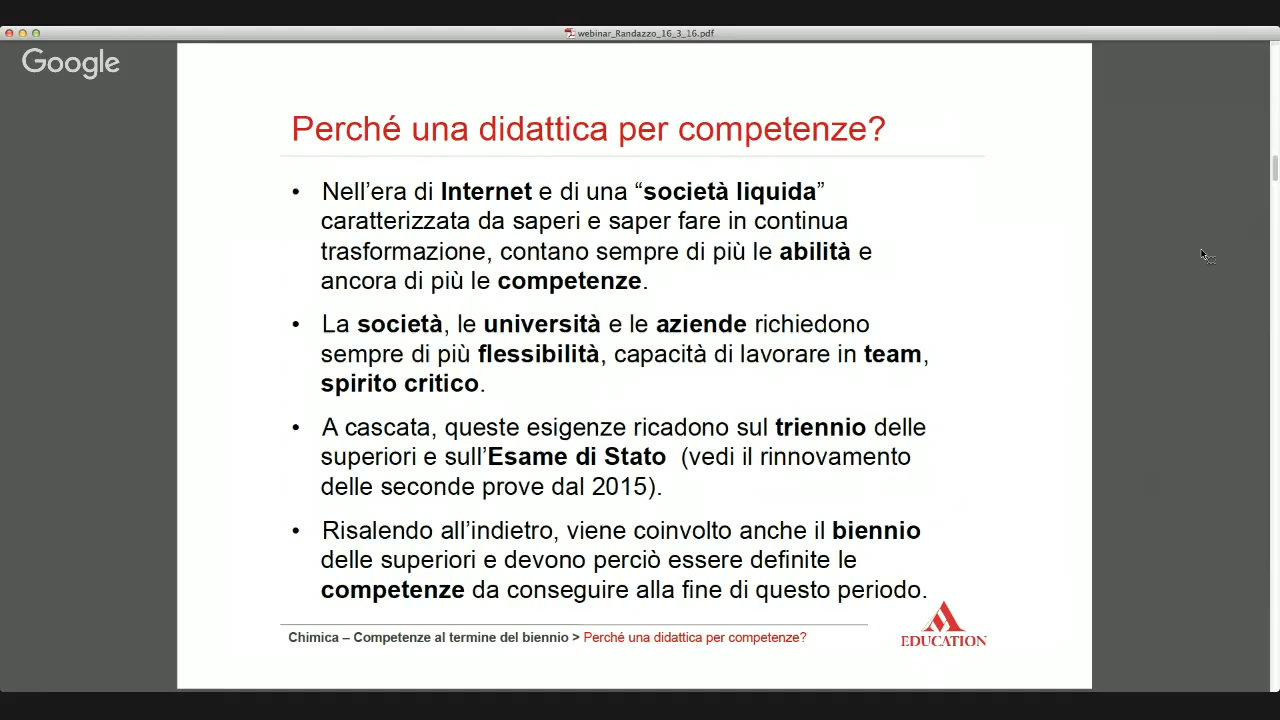 webinar_Randazzo_16_3_16.pdf
Google
Perché una didattica per competenze?
• Nell’era di Internet e di una “società liquida”
caratterizzata da saperi e saper fare in continua
trasformazione, contano sempre di più le abilità e
ancora di più le competenze.
• La società, le università e le aziende richiedono
sempre di più flessibilità, capacità di lavorare in team,
spirito critico.
• A cascata, queste esigenze ricadono sul triennio delle
superiori e sull’Esame di Stato (vedi il rinnovamento
delle seconde prove dal 2015).
• Risalendo all’indietro, viene coinvolto anche il biennio
delle superiori e devono perciò essere definite le
competenze da conseguire alla fine di questo periodo.
Chimica – Competenze al termine del biennio > Perché una didattica per competenze?
EDUCATION